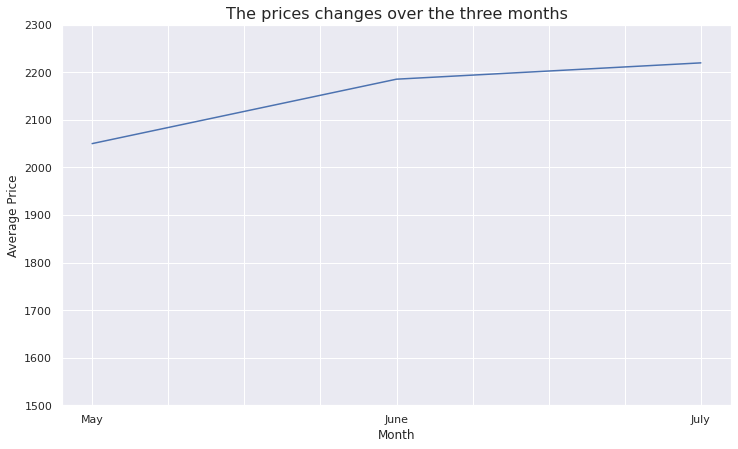 The prices changes over the three months
2300
2200
2100
2000
1900
1800
1700
1600
1500
Average Price
May June July
Month